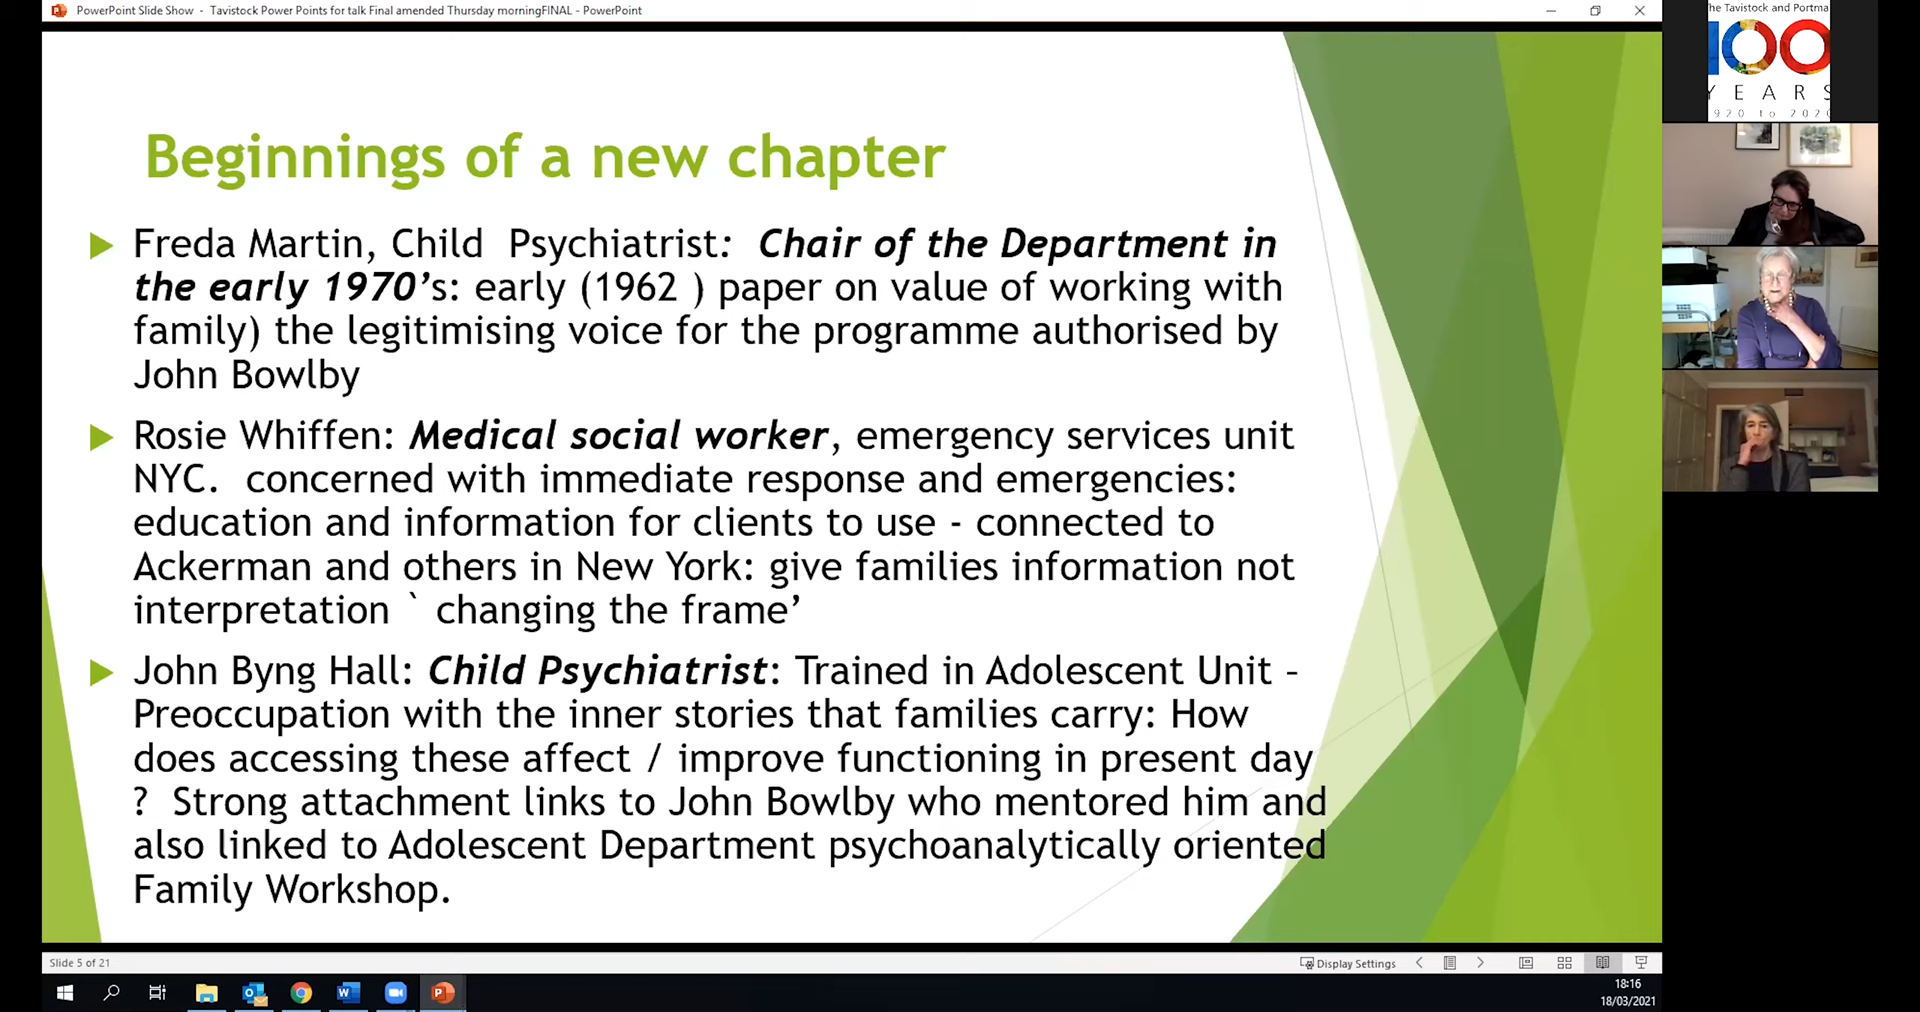 PowerPoint Slide Show - Tavistock Power Points for talk Final amended Thursday morningFINAL - PowerPoint
The Tavistock and Portma
100
YEARS
1920 to 2020
Beginnings of a new chapter
Freda Martin, Child Psychiatrist: Chair of the Department in
the early 1970’s: early (1962 ) paper on value of working with
family) the legitimising voice for the programme authorised by
John Bowlby
Rosie Whiffen: Medical social worker, emergency services unit
NYC. concerned with immediate response and emergencies:
education and information for clients to use - connected to
Ackerman and others in New York: give families information not
interpretation ` changing the frame’
John Byng Hall: Child Psychiatrist: Trained in Adolescent Unit –
Preoccupation with the inner stories that families carry: How
does accessing these affect / improve functioning in present day
? Strong attachment links to John Bowlby who mentored him and
also linked to Adolescent Department psychoanalytically oriented
Family Workshop.
Slide 5 of 21
Display Settings
18:16
18/03/2021